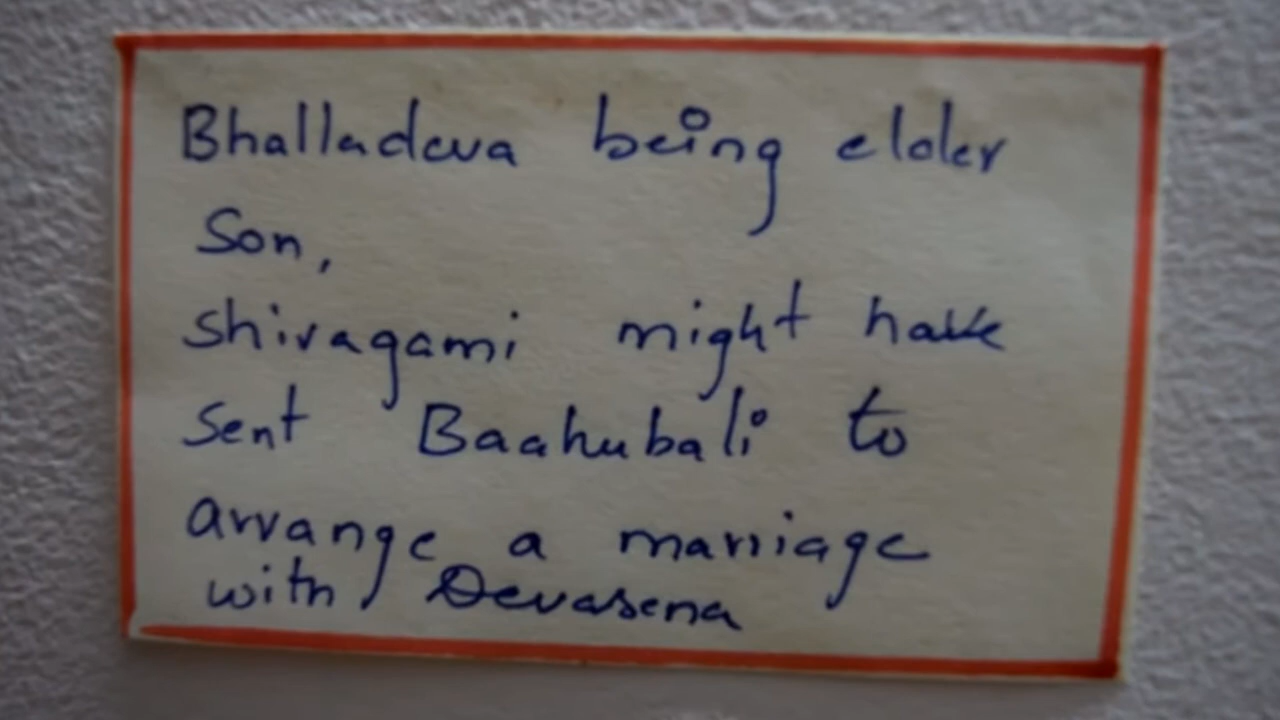 Bhalladeva being elder
Son,
shivagami might have
sent Baahubali to
arrange a marriage
with Devasena